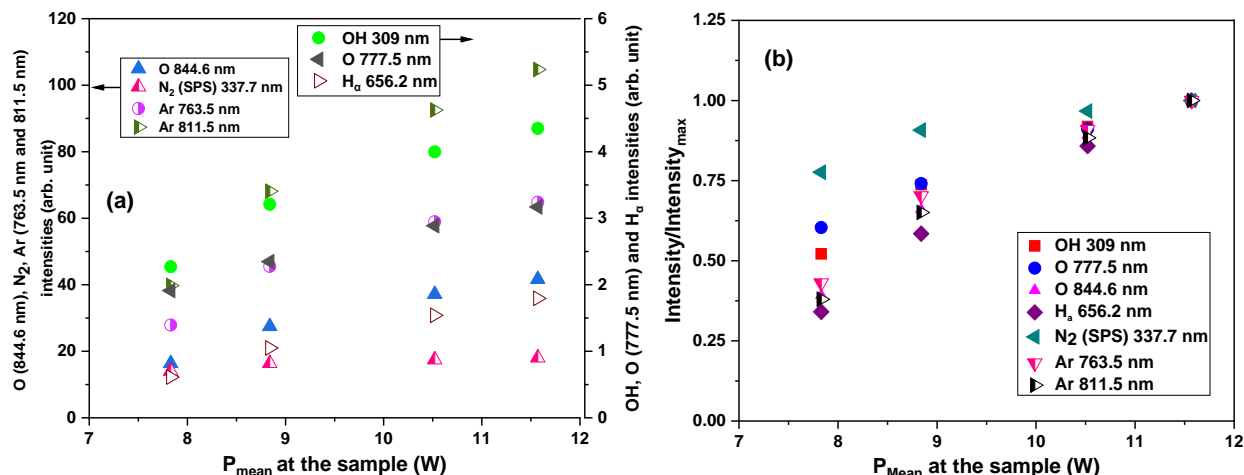 O (844.6 nm), N2, Ar (763.5 nm and 811.5 nm)
intensities (arb. unit)
120
100
80
60
40
20
0
6
5
4
3
2
1
0
OH 309 nm
O 777.5 nm
Hα 656.2 nm
O 844.6 nm
N2 (SPS) 337.7 nm
Ar 763.5 nm
Ar 811.5 nm
(a)
7 8 9 10 11 12
Pmean at the sample (W)
OH, O (777.5 nm) and Hα intensities (arb. unit)
Intensity/Intensitymax
1.00
0.75
0.50
0.25
0.00
(b)
OH 309 nm
O 777.5 nm
O 844.6 nm
Ha 656.2 nm
N2 (SPS) 337.7 nm
Ar 763.5 nm
Ar 811.5 nm
7 8 9 10 11 12
PMean at the sample (W)